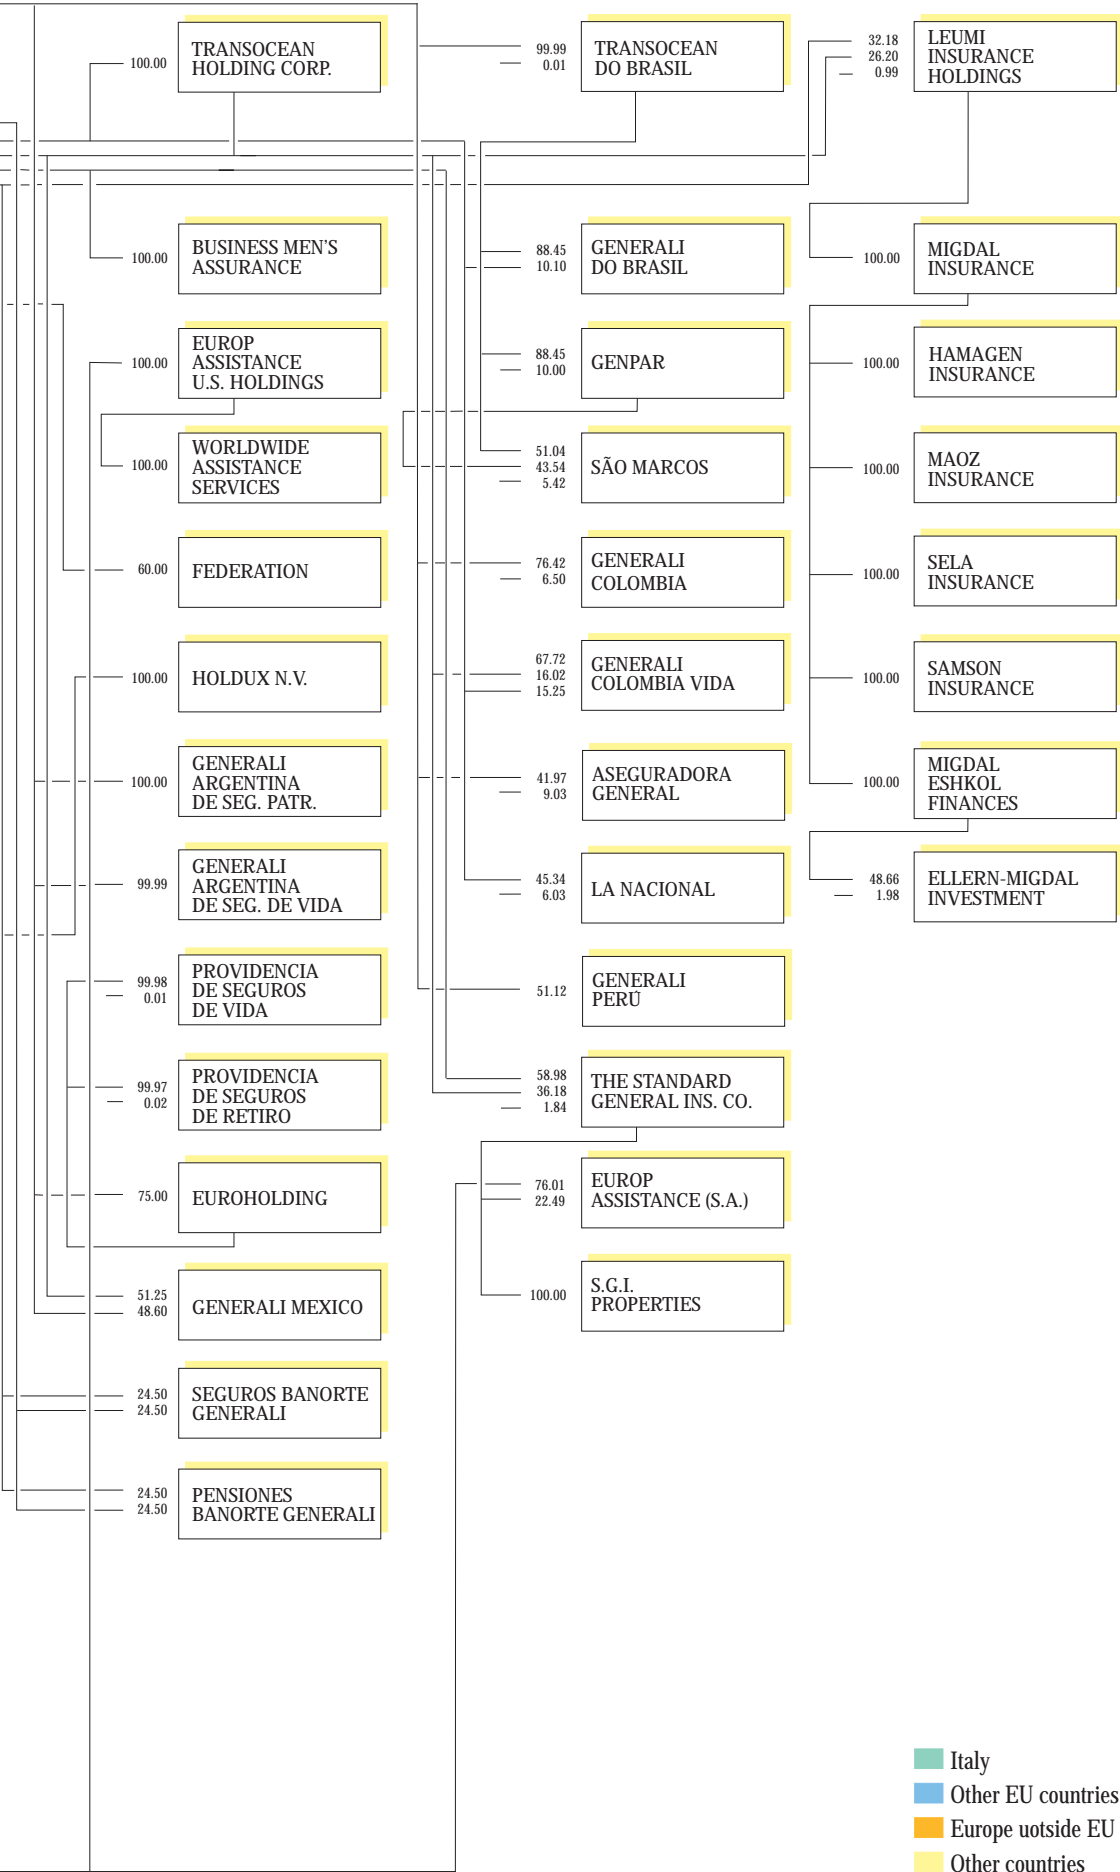 100.00
TRANSOCEAN
HOLDING CORP.
100.00
BUSINESS MEN'S
ASSURANCE
100.00
EUROP
ASSISTANCE
U.S. HOLDINGS
100.00
WORLDWIDE
ASSISTANCE
SERVICES
60.00
FEDERATION
100.00
HOLDUX N.V.
100.00
GENERALI
ARGENTINA
DE SEG. PATR.
99.99
GENERALI
ARGENTINA
DE SEG. DE VIDA
99.98
0.01
PROVIDENCIA
DE SEGUROS
DE VIDA
99.97
0.02
PROVIDENCIA
DE SEGUROS
DE RETIRO
75.00
EUROHOLDING
51.25
48.60
GENERALI MEXICO
24.50
24.50
SEGUROS BANORTE
GENERALI
24.50
24.50
PENSIONES
BANORTE GENERALI
99.99
0.01
TRANSOCEAN
DO BRASIL
88.45
10.10
GENERALI
DO BRASIL
88.45
10.00
GENPAR
51.04
43.54
5.42
SÃO MARCOS
76.42
6.50
GENERALI
COLOMBIA
67.72
16.02
15.25
GENERALI
COLOMBIA VIDA
41.97
9.03
ASEGURADORA
GENERAL
45.34
6.03
LA NACIONAL
51.12
GENERALI
PERÚ
58.98
36.18
1.84
THE STANDARD
GENERAL INS. CO.
76.01
22.49
EUROP
ASSISTANCE (S.A.)
100.00
S.G.I.
PROPERTIES
32.18
26.20
0.99
LEUMI
INSURANCE
HOLDINGS
100.00
MIGDAL
INSURANCE
100.00
HAMAGEN
INSURANCE
100.00
MAOZ
INSURANCE
100.00
SELA
INSURANCE
100.00
SAMSON
INSURANCE
100.00
MIGDAL
ESHKOL
FINANCES
48.66
1.98
ELLERN-MIGDAL
INVESTMENT
Italy
Other EU countries
Europe uotside EU
Other countries